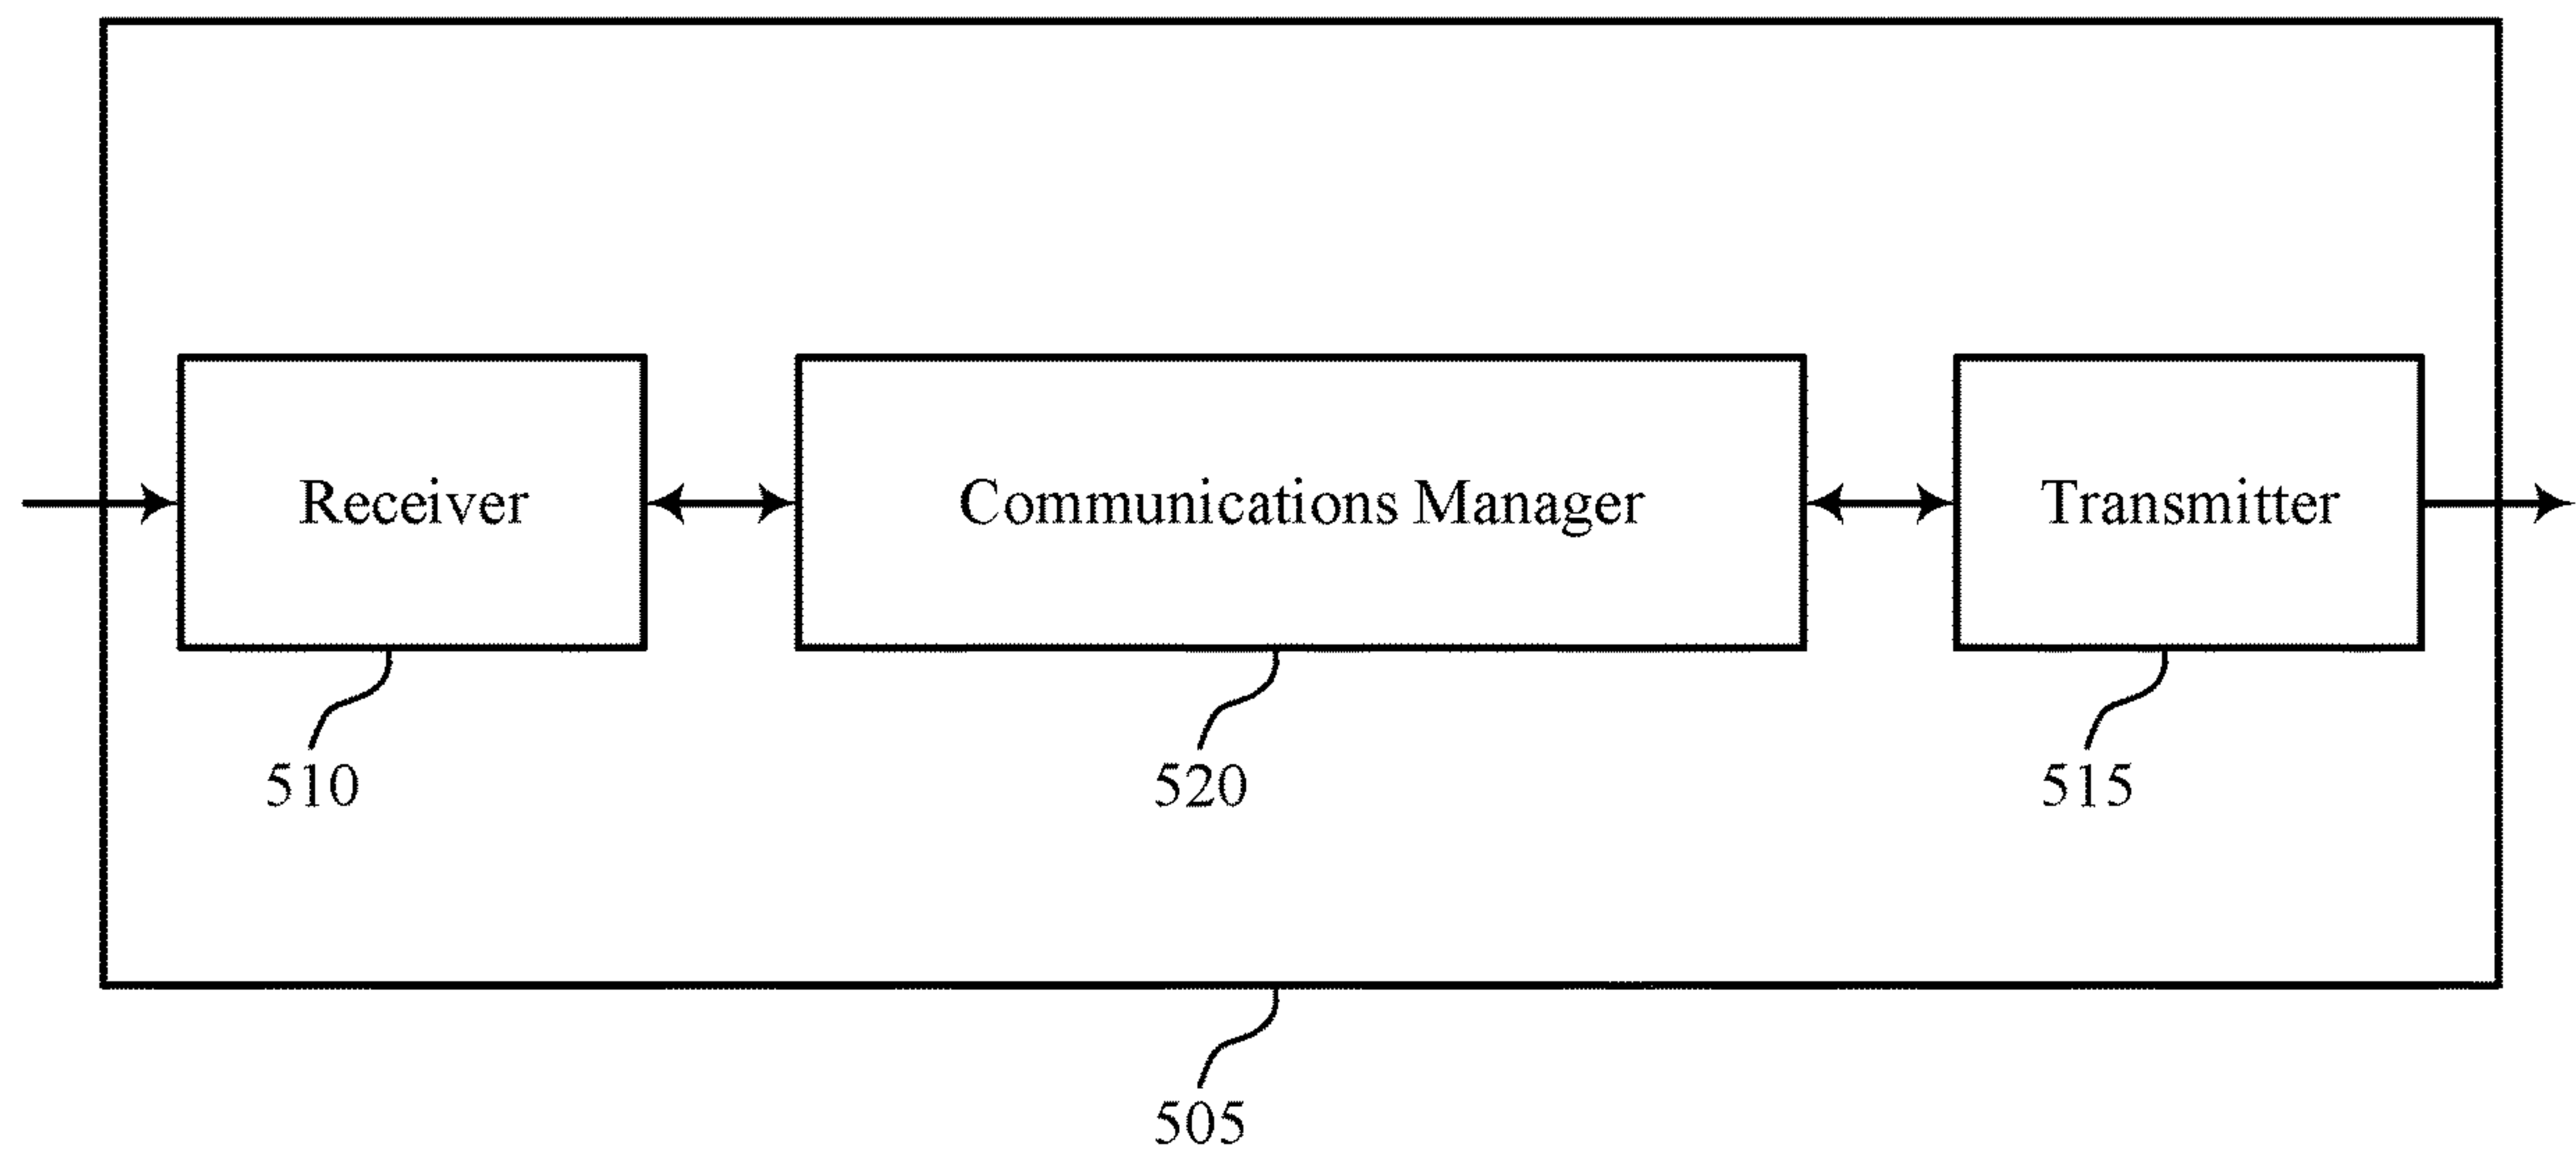 Receiver
Communications Manager
Transmitter
510
520
515
505